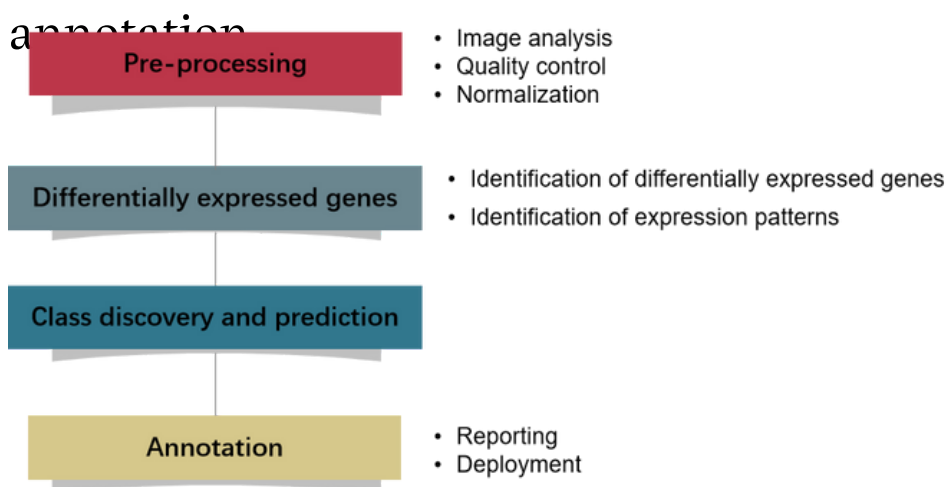 annotation
Pre-processing
• Image analysis
• Quality control
• Normalization
Differentially expressed genes
• Identification of differentially expressed genes
• Identification of expression patterns
Class discovery and prediction
Annotation
• Reporting
• Deployment